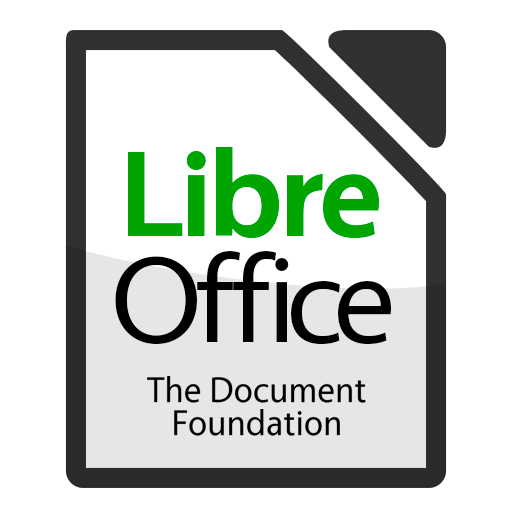 Libre
Office
The Document
Foundation